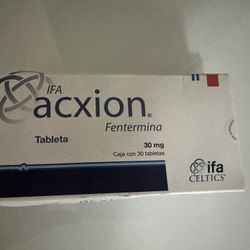 IFA
acxion®
Fentermina
Tableta
30 mg
Caja con 30 tabletas
ifa
CELTICS®